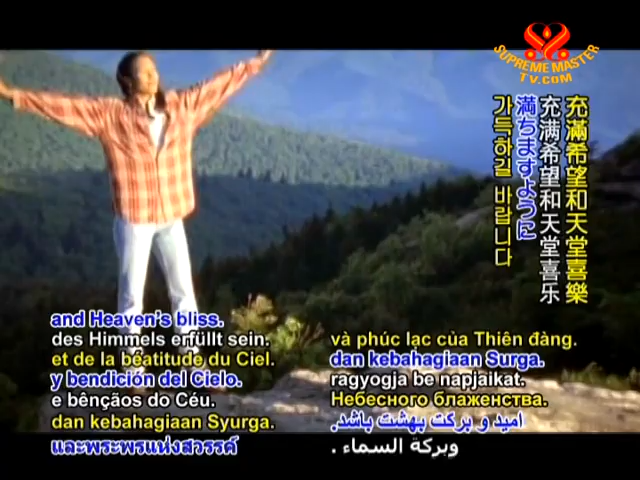 SUPREME MASTER
TV.COM
充滿希望和天堂喜樂
充满希望和天堂喜乐
満ちますように
가득하길 바랍니다
and Heaven's bliss.
des Himmels erfüllt sein.
et de la béatitude du Ciel.
y bendición del Cielo.
e bênçãos do Céu.
dan kebahagiaan Syurga.
และพระพรแห่งสวรรค์
và phúc lạc của Thiên đàng.
dan kebahagiaan Surga.
ragyogja be napjaikat.
Небесного блаженства.
امید و برکت بهشت باشد.
وبركة السماء .